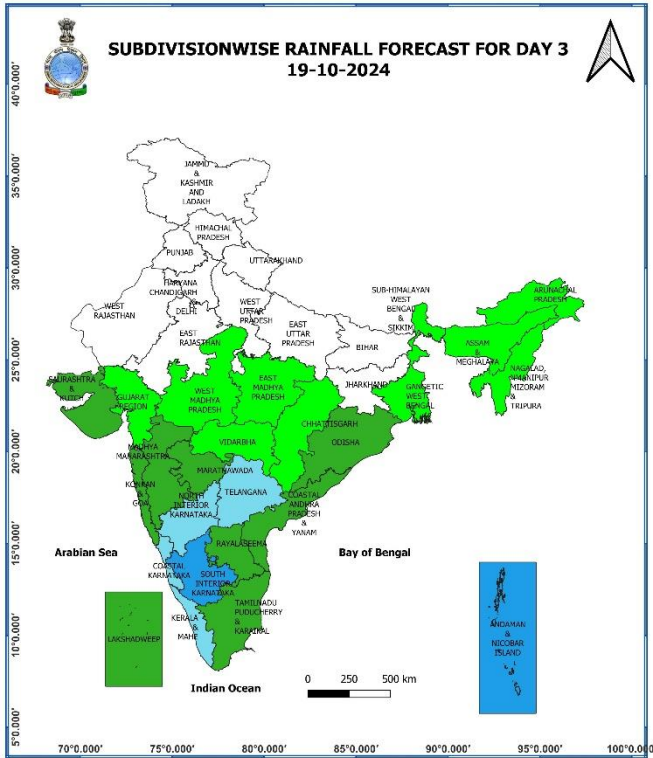 SUBDIVISIONWISE RAINFALL FORECAST FOR DAY 3
19-10-2024
40°0.000'
35°0.000'
30°0.000'
25°0.000'
20°0.000'
15°0.000'
10°0.000'
5°0.000'
JAMMU
&
KASHMIR
AND
LADAKH
HIMACHAL
PRADESH
PUNJAB
UTTARAKHAND
HARYANA
CHANDIGARH
&
DELHI
WEST
RAJASTHAN
WEST
UTTAR
PRADESH
EAST
RAJASTHAN
EAST
UTTAR
PRADESH
SUB-HIMALAYAN
WEST
BENGAL
&
SIKKIM
ARUNACHAL
PRADESH
BIHAR
ASSAM
&
MEGHALAYA
NAGALAD,
MANIPUR
MIZORAM
&
TRIPURA
SAURASHTRA
&
KUTCH
GUJARAT
REGION
WEST
MADHYA
PRADESH
EAST
MADHYA
PRADESH
JHARKHAND
GANGETIC
WEST
BENGAL
CHHATTISGARH
ODISHA
VIDARBHA
MADHYA
MAHARASHTRA
MARATHAWADA
KONKAN
&
GOA
NORTH
INTERIOR
KARNATAKA
TELANGANA
COASTAL
ANDHRA
PRADESH
&
YANAM
RAYALASEEMA
Arabian Sea
Bay of Bengal
COASTAL
KARNATAKA
SOUTH
INTERIOR
KARNATAKA
TAMILNADU
PUDUCHERRY
&
KARAIKAL
KERALA
&
MAHE
LAKSHADWEEP
ANDAMAN
&
NICOBAR
ISLAND
Indian Ocean
0 250 500 km
70°0.000' 75°0.000' 80°0.000' 85°0.000' 90°0.000' 95°0.000' 100°0.000'